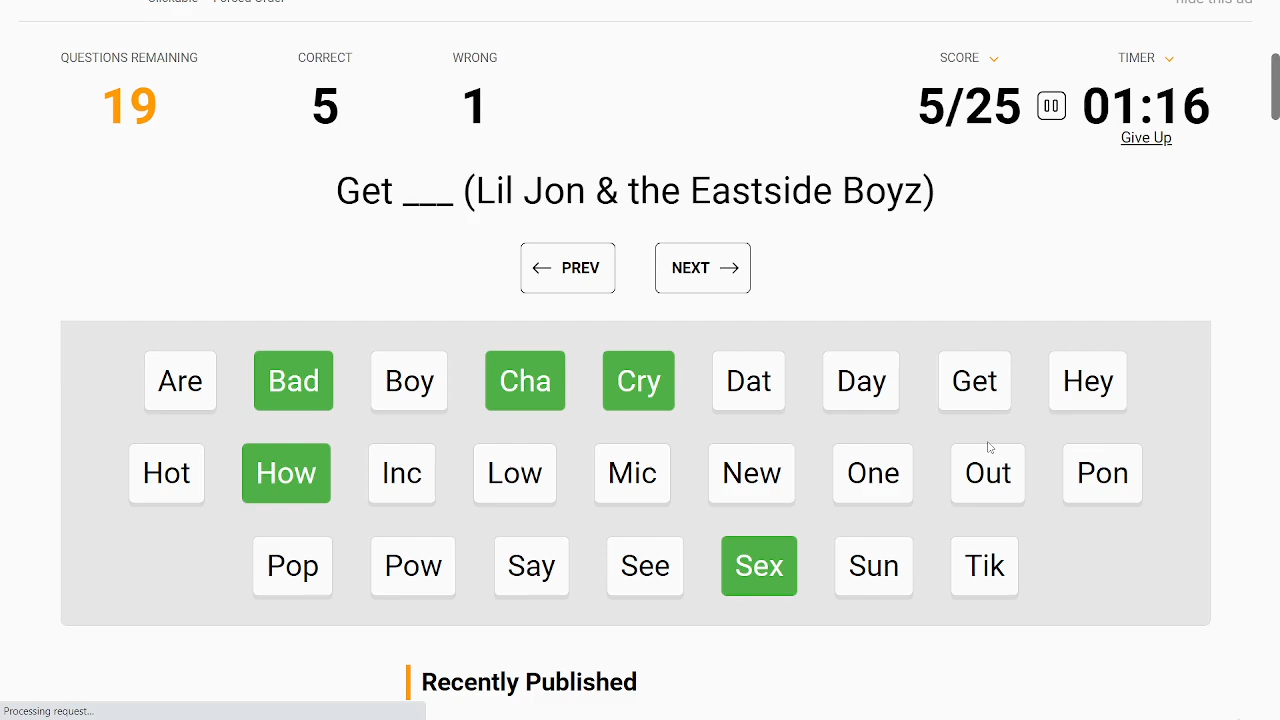 QUESTIONS REMAINING CORRECT WRONG SCORE TIMER
19 5 1 5/25 01:16
Give Up
Get ___ (Lil Jon & the Eastside Boyz)
← PREV NEXT →
Are Bad Boy Cha Cry Dat Day Get Hey
Hot How Inc Low Mic New One Out Pon
Pop Pow Say See Sex Sun Tik
Recently Published
Processing request...